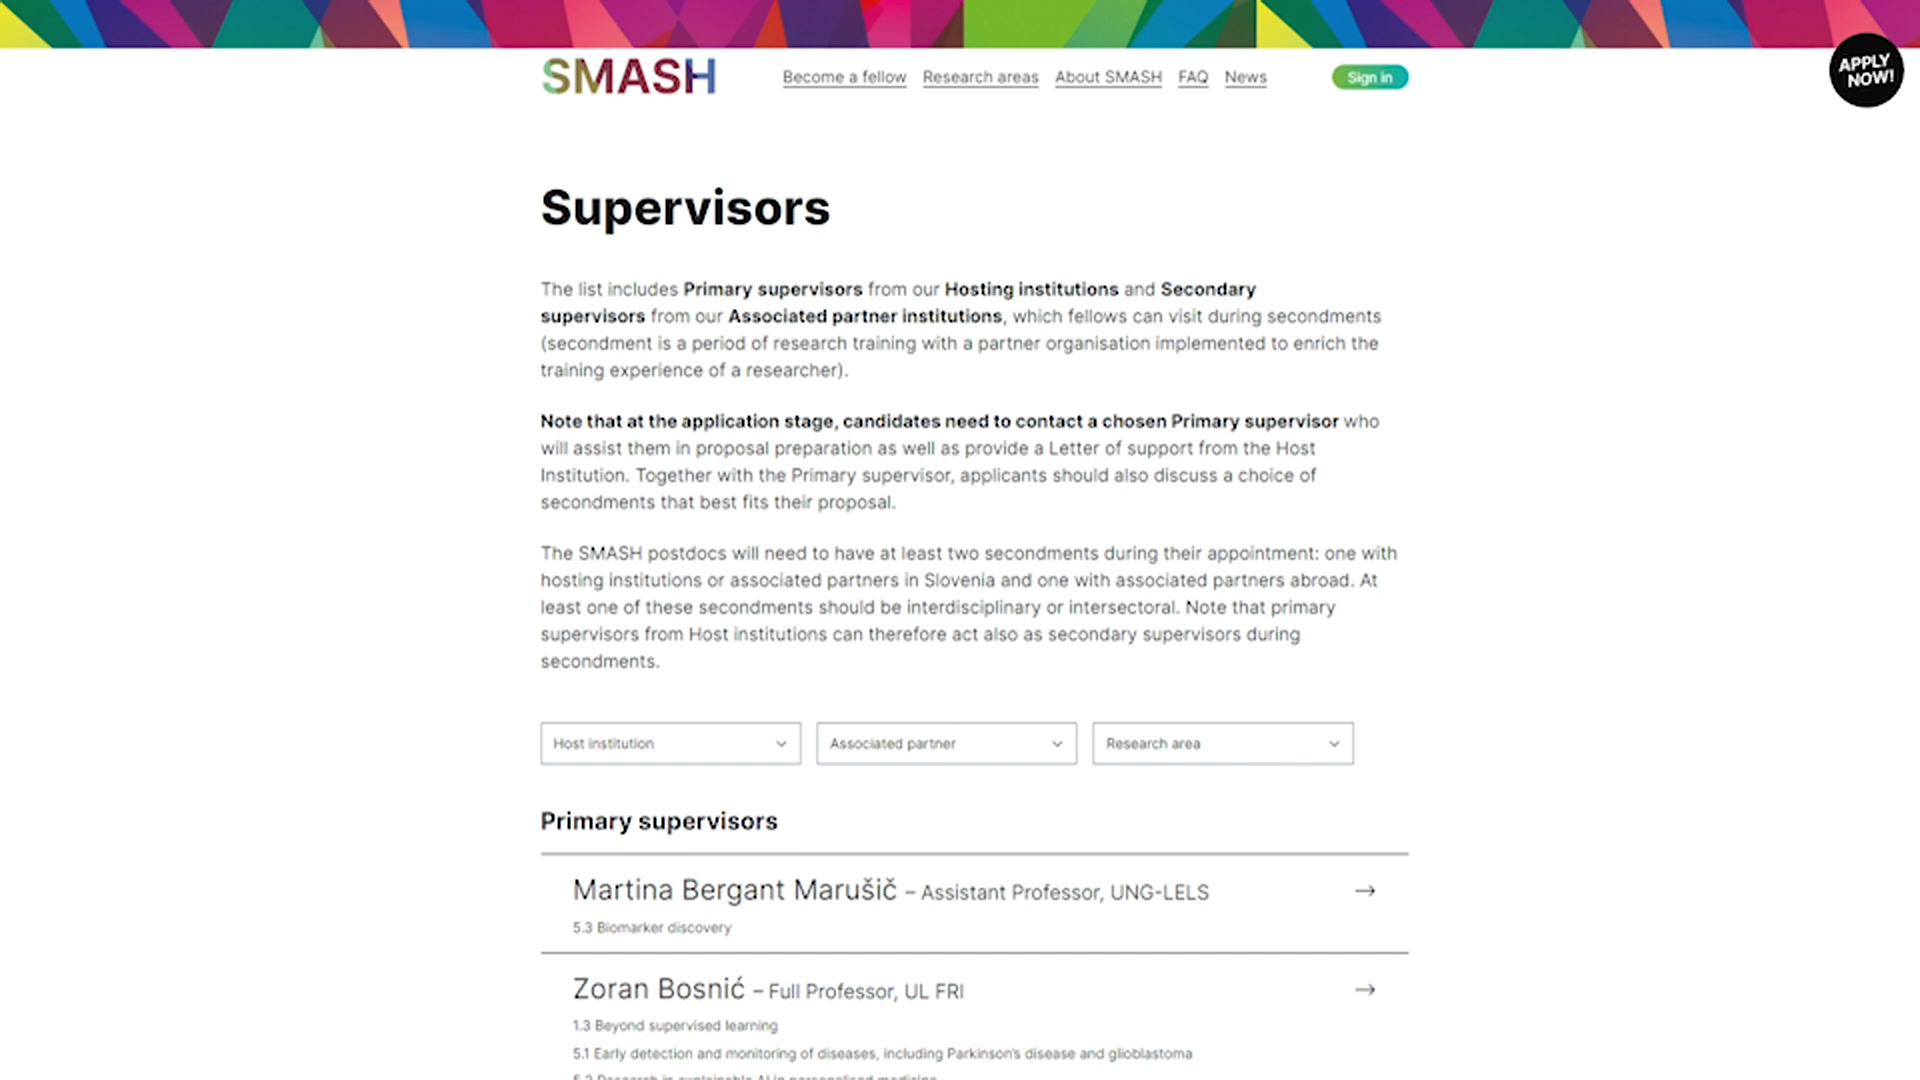 SMASH
Become a fellow Research areas About SMASH FAQ News
Sign in
APPLY
NOW!
Supervisors
The list includes Primary supervisors from our Hosting institutions and Secondary
supervisors from our Associated partner institutions, which fellows can visit during secondments
(secondment is a period of research training with a partner organisation implemented to enrich the
training experience of a researcher).
Note that at the application stage, candidates need to contact a chosen Primary supervisor who
will assist them in proposal preparation as well as provide a Letter of support from the Host
Institution. Together with the Primary supervisor, applicants should also discuss a choice of
secondments that best fits their proposal.
The SMASH postdocs will need to have at least two secondments during their appointment: one with
hosting institutions or associated partners in Slovenia and one with associated partners abroad. At
least one of these secondments should be interdisciplinary or intersectoral. Note that primary
supervisors from Host institutions can therefore act also as secondary supervisors during
secondments.
Host institution Associated partner Research area
Primary supervisors
Martina Bergant Marušič – Assistant Professor, UNG-LELS →
5.3 Biomarker discovery
Zoran Bosnić – Full Professor, UL FRI →
1.3 Beyond supervised learning
5.1 Early detection and monitoring of diseases, including Parkinson's disease and glioblastoma
5.2 Research in explainable AI in personalised medicine